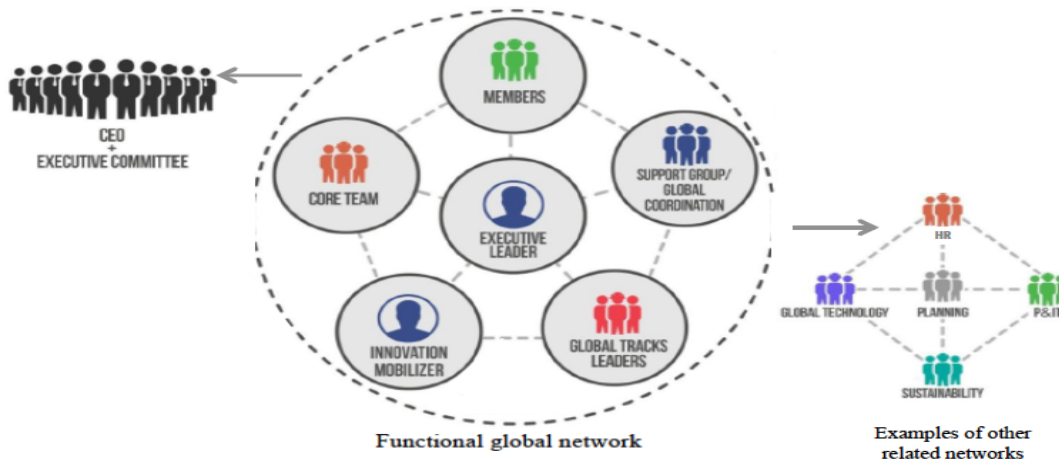 CEO
+
EXECUTIVE COMMITTEE
MEMBERS
CORE TEAM
SUPPORT GROUP/
GLOBAL
COORDINATION
EXECUTIVE
LEADER
INNOVATION
MOBILIZER
GLOBAL TRACKS
LEADERS
Functional global network
HR
GLOBAL TECHNOLOGY
PLANNING
P&IT
SUSTAINABILITY
Examples of other
related networks